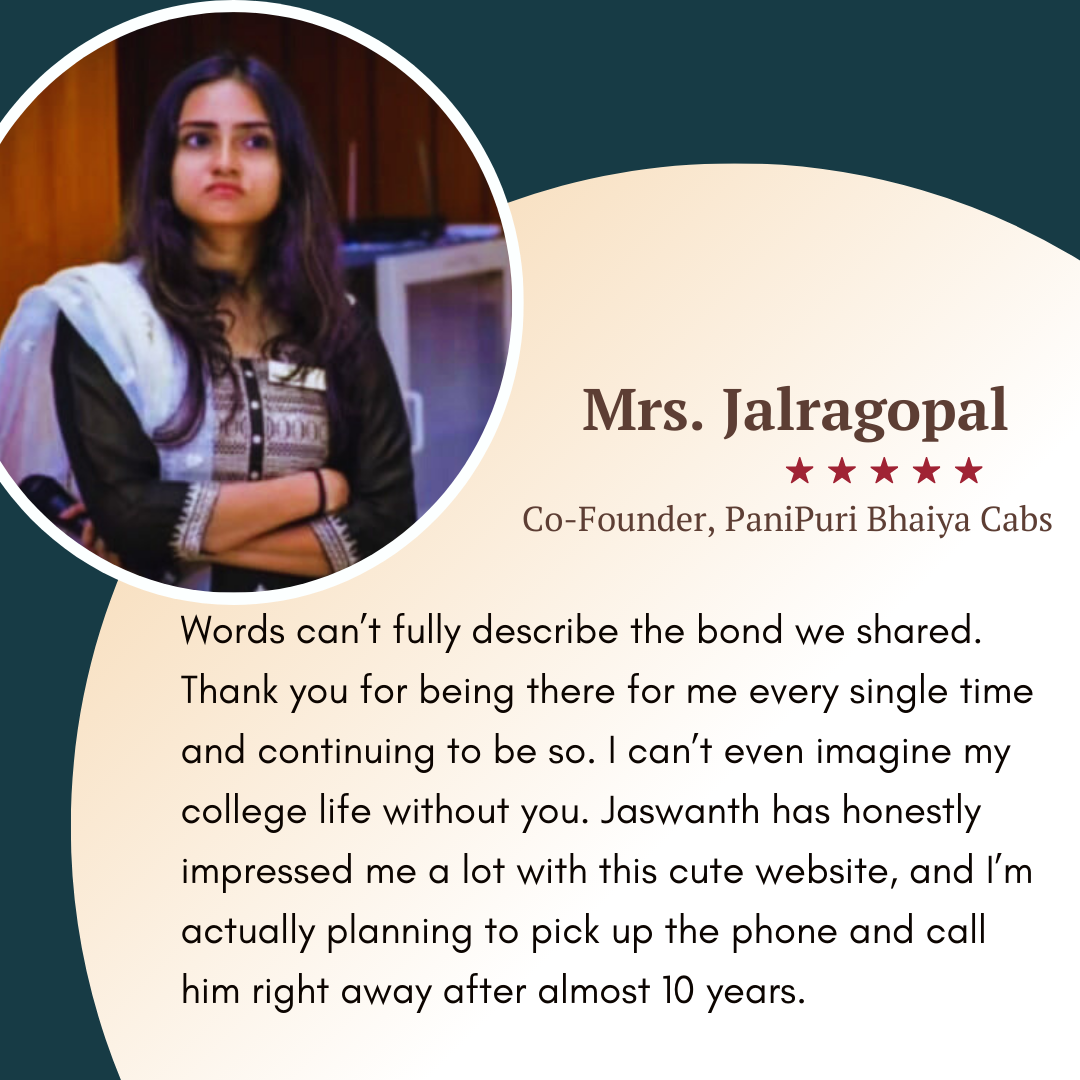 Mrs. Jalragopal
★★★★★
Co-Founder, PaniPuri Bhaiya Cabs
Words can’t fully describe the bond we shared.
Thank you for being there for me every single time
and continuing to be so. I can’t even imagine my
college life without you. Jaswanth has honestly
impressed me a lot with this cute website, and I’m
actually planning to pick up the phone and call
him right away after almost 10 years.